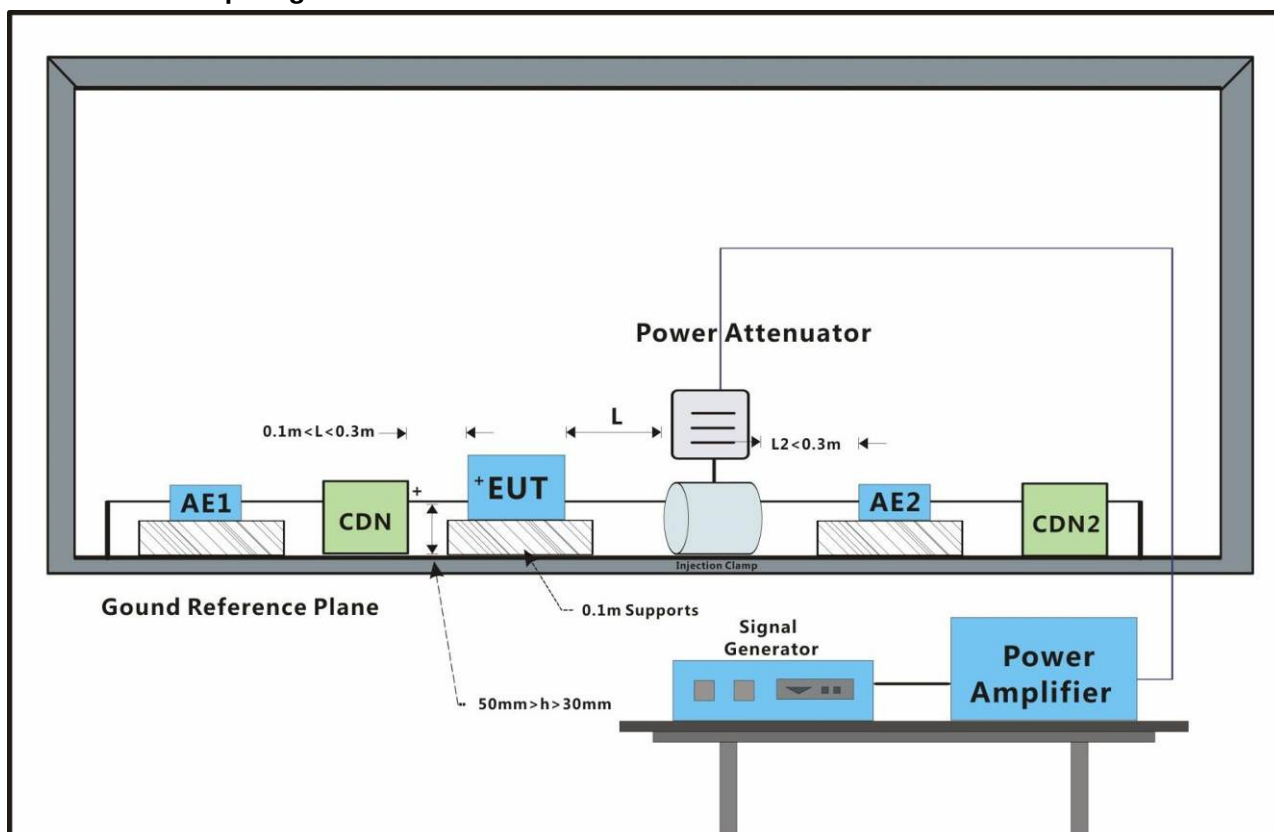 Power Attenuator
0.1m<L<0.3m
L
L2<0.3m
AE1
CDN
+
+EUT
AE2
CDN2
Injection Clamp
Gound Reference Plane
0.1m Supports
50mm>h>30mm
Signal
Generator
Power
Amplifier